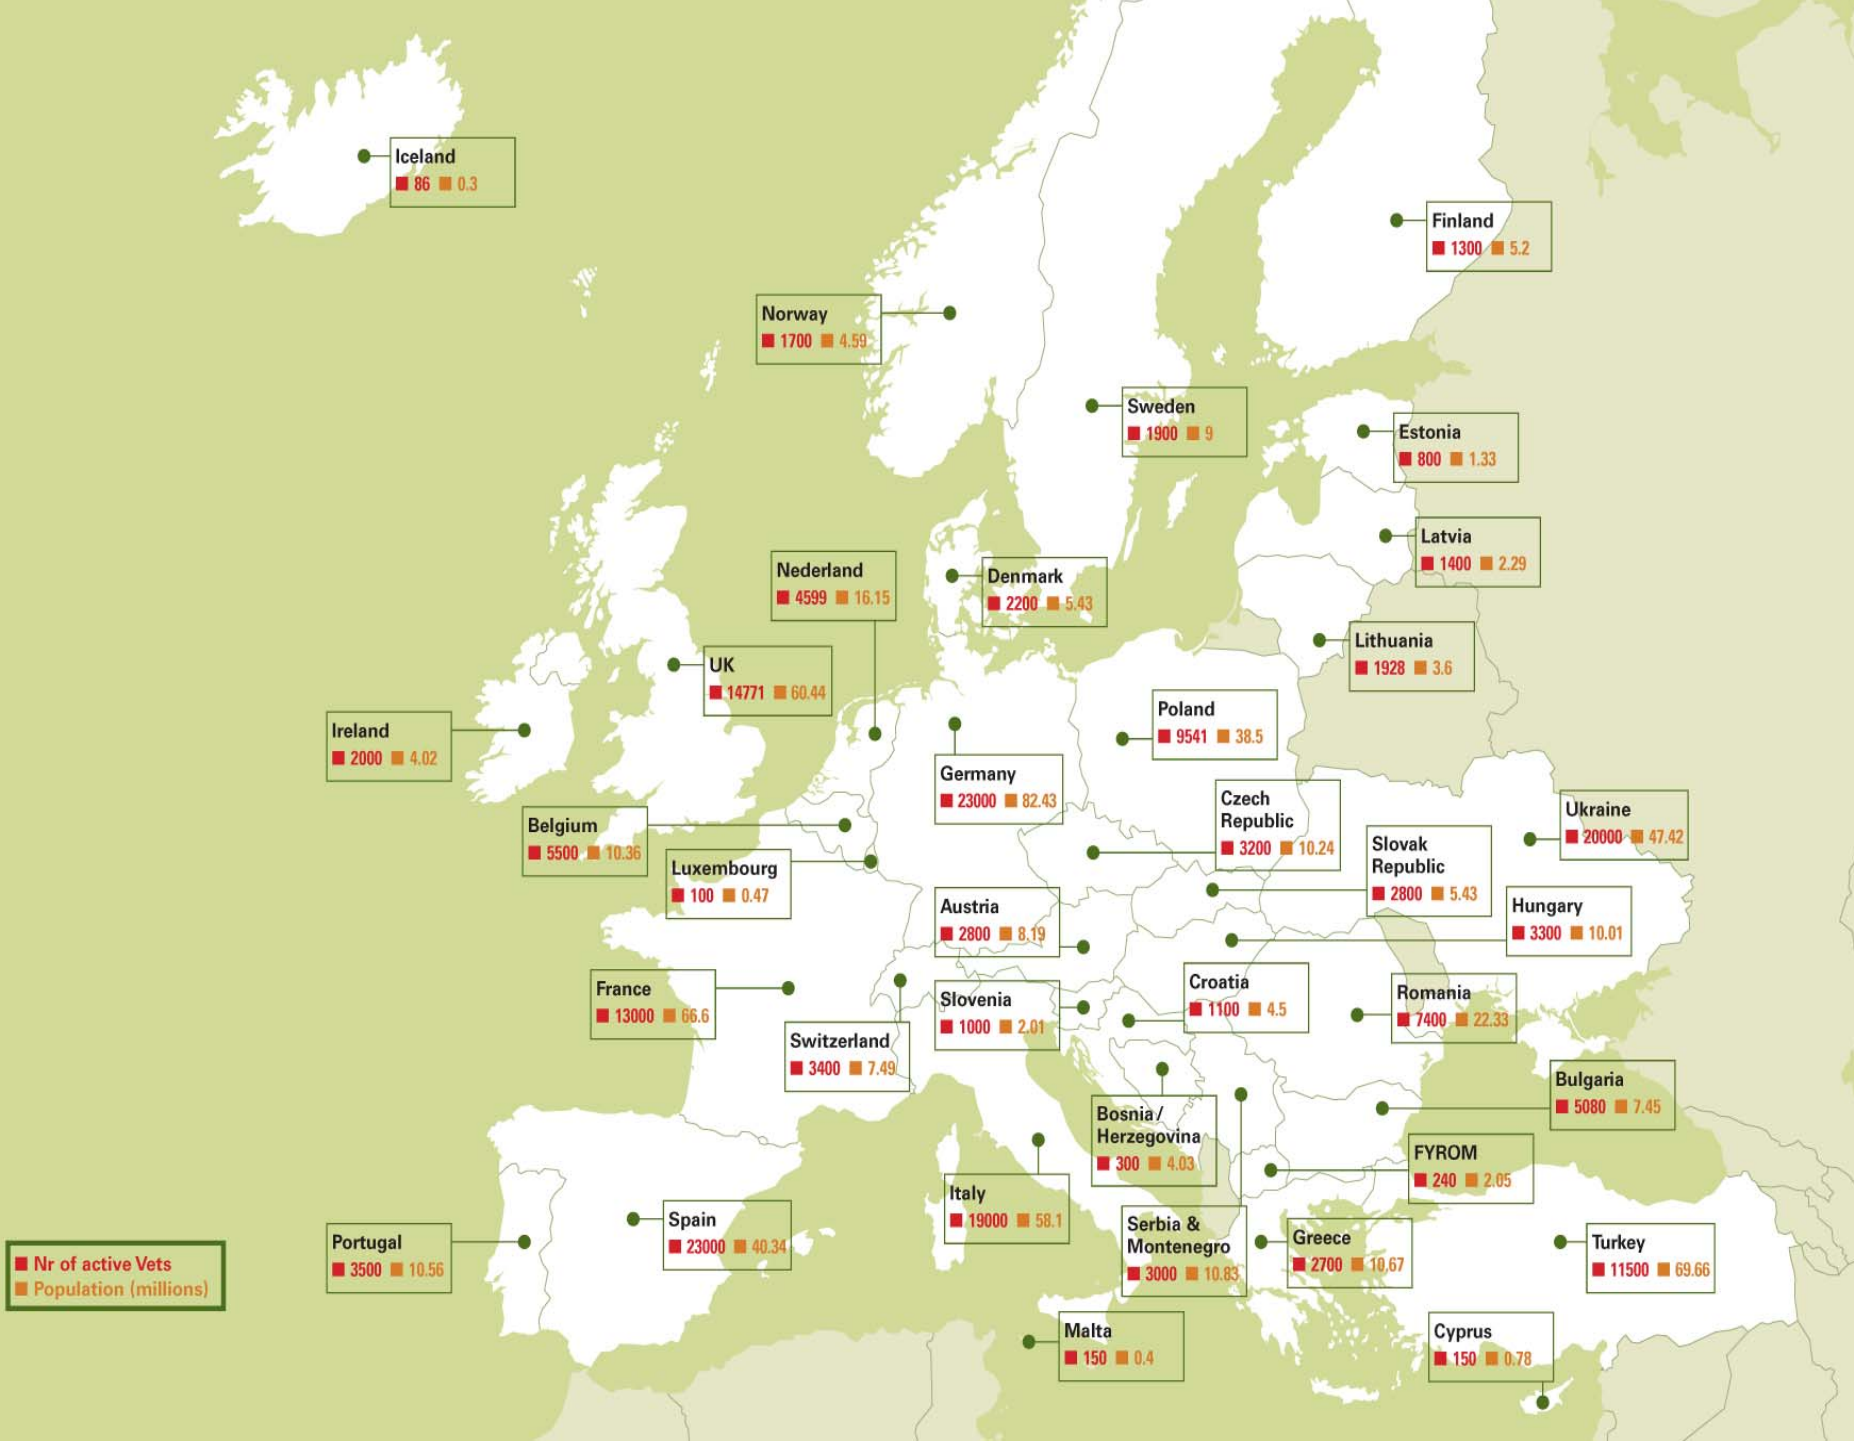 Iceland
86 0.3
Finland
1300 5.2
Norway
1700 4.59
Sweden
1900 9
Estonia
800 1.33
Latvia
1400 2.29
Nederland
4599 16.15
Denmark
2200 5.43
Lithuania
1928 3.6
UK
14771 60.44
Poland
9541 38.5
Ireland
2000 4.02
Germany
23000 82.43
Czech
Republic
3200 10.24
Ukraine
20000 47.42
Belgium
5500 10.36
Slovak
Republic
2800 5.43
Luxembourg
100 0.47
Austria
2800 8.19
Hungary
3300 10.01
France
13000 66.6
Croatia
1100 4.5
Romania
7400 22.33
Slovenia
1000 2.01
Switzerland
3400 7.49
Bulgaria
5080 7.45
Bosnia/
Herzegovina
300 4.03
FYROM
240 2.05
Italy
19000 58.1
Spain
23000 40.34
Serbia &
Montenegro
3000 10.83
Greece
2700 10.67
Turkey
11500 69.66
Portugal
3500 10.56
Nr of active Vets
Population (millions)
Malta
150 0.4
Cyprus
150 0.78